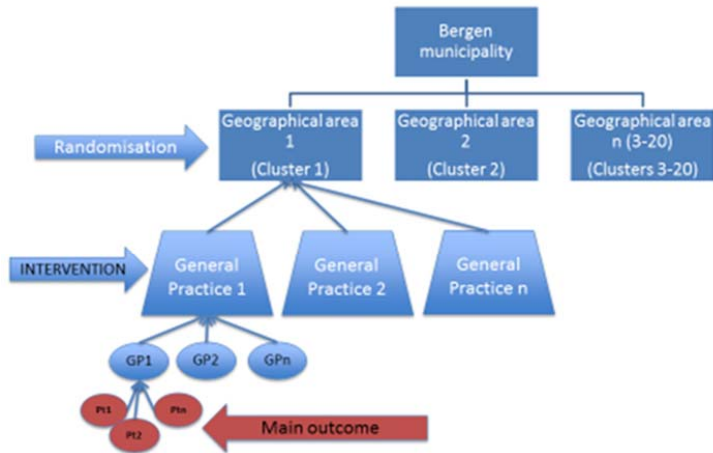 Bergen
municipality
Randomisation
Geographical area
1
(Cluster 1)
Geographical area
2
(Cluster 2)
Geographical area
n (3-20)
(Clusters 3-20)
INTERVENTION
General
Practice 1
General
Practice 2
General
Practice n
GP1
GP2
GPn
Pt1
Pt2
Ptn
Main outcome